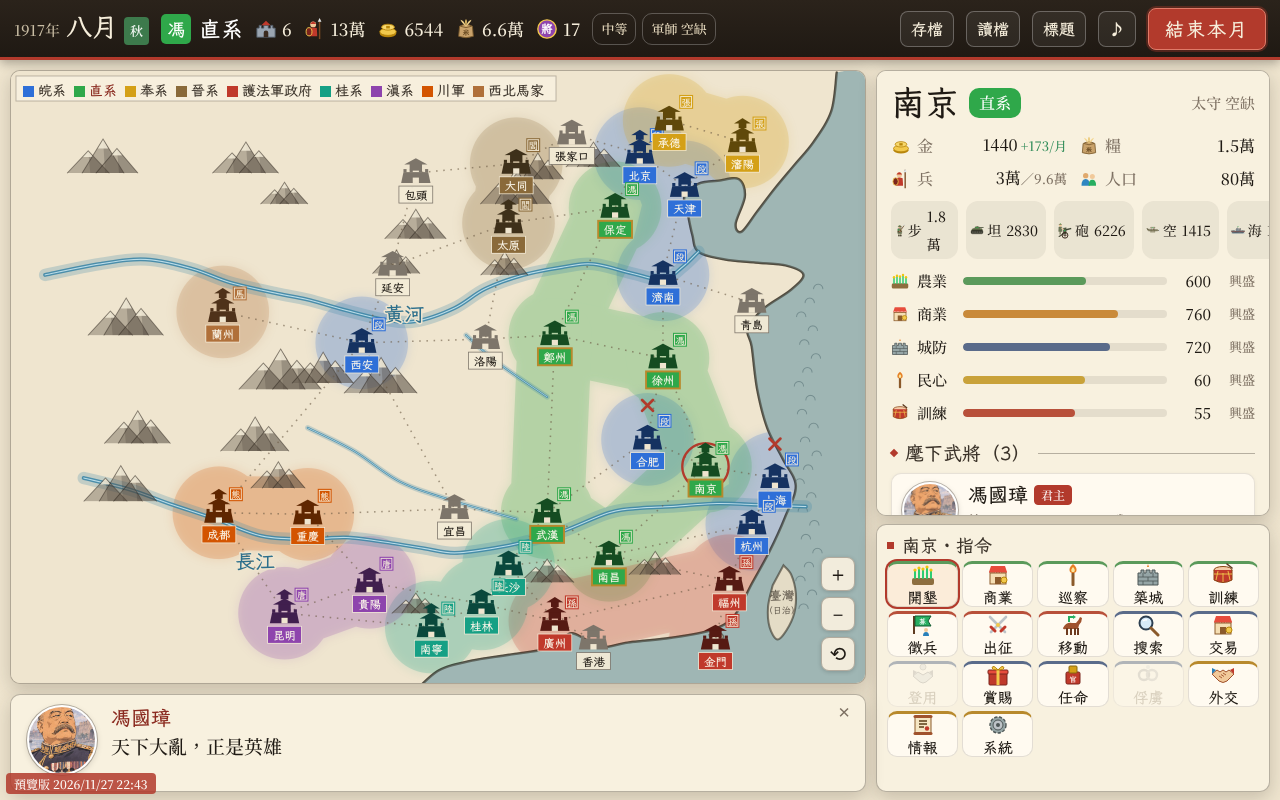 1917年 八月 秋 馮 直系 6 13萬 6544 6.6萬 將 17 中等 軍師 空缺
存檔 讀檔 標題 ♪ 結束本月
皖系 直系 奉系 晉系 護法軍政府 桂系 滇系 川軍 西北馬家
張家口
承德
瀋陽
北京
大同
包頭
天津
保定
太原
延安
濟南
青島
蘭州
黃河
西安
洛陽
鄭州
徐州
合肥
南京
上海
成都
重慶
宜昌
武漢
杭州
長江
南昌
長沙
貴陽
昆明
桂林
南寧
廣州
香港
福州
金門
臺灣
(日治)
+
−
⟲
馮國璋
天下大亂，正是英雄
×
預覽版 2026/11/27 22:43
南京 直系 太守 空缺
金 1440 +173/月 糧 1.5萬
兵 3萬/9.6萬 人口 80萬
步 1.8萬 坦 2830 砲 6226 空 1415 海
農業 600 興盛
商業 760 興盛
城防 720 興盛
民心 60 興盛
訓練 55 興盛
麾下武將（3）
馮國璋 君主
南京・指令
開墾 商業 巡察 築城 訓練
徵兵 出征 移動 搜索 交易
登用 賞賜 任命 俘虜 外交
情報 系統